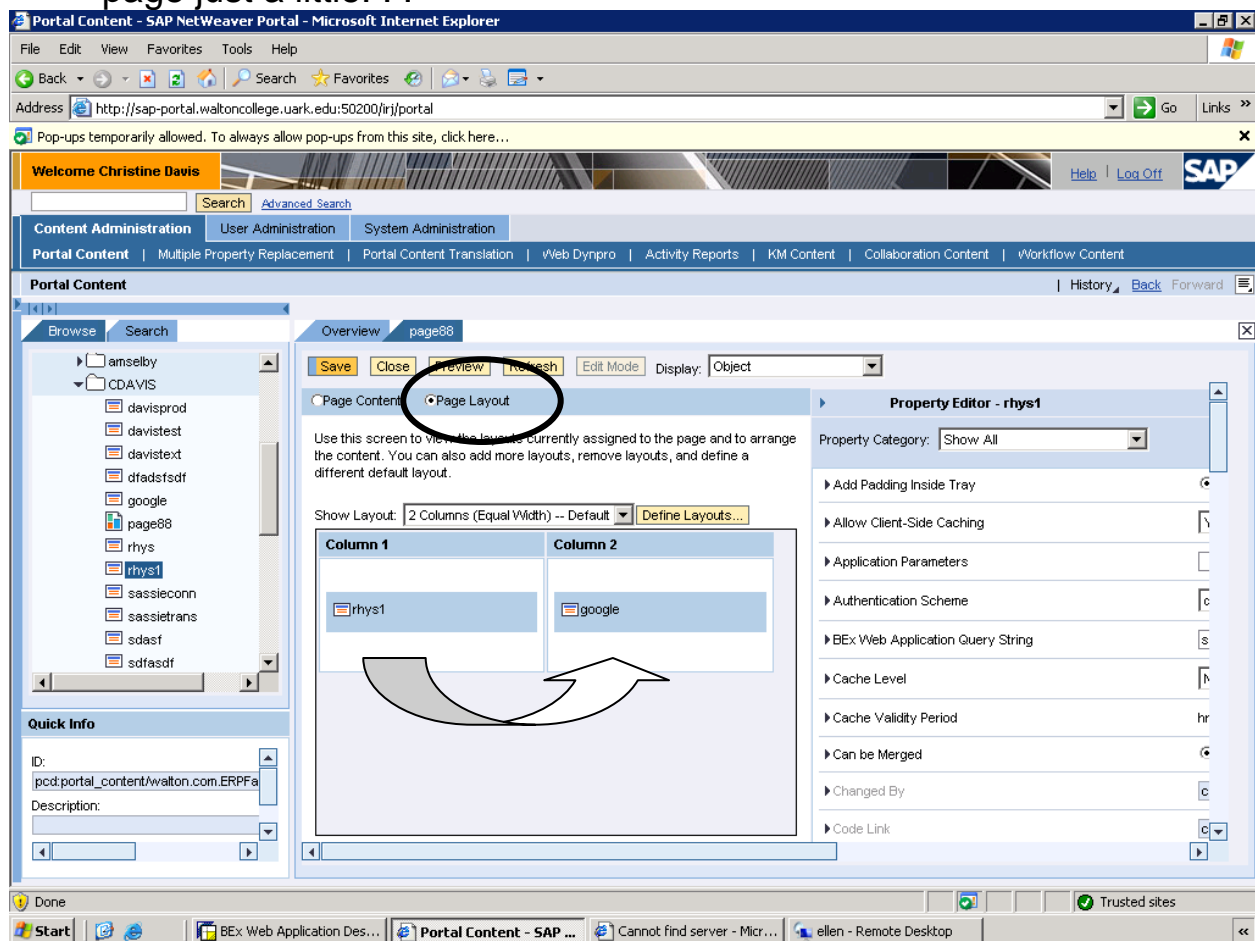 page just a little. . .
Portal Content - SAP NetWeaver Portal - Microsoft Internet Explorer
File Edit View Favorites Tools Help
Back Search Favorites
Address http://sap-portal.waltoncollege.uark.edu:50200/irj/portal Go Links »
Pop-ups temporarily allowed. To always allow pop-ups from this site, click here...
Welcome Christine Davis Help | Log Off SAP
Search Advanced Search
Content Administration User Administration System Administration
Portal Content | Multiple Property Replacement | Portal Content Translation | Web Dynpro | Activity Reports | KM Content | Collaboration Content | Workflow Content
Portal Content | History Back Forward
Browse Search Overview page88
Save Close Preview Refresh Edit Mode Display: Object
Page Content Page Layout
Property Editor - rhys1
Use this screen to view the layouts currently assigned to the page and to arrange
the content. You can also add more layouts, remove layouts, and define a
different default layout.
Show Layout: 2 Columns (Equal Width) -- Default Define Layouts...
Column 1 Column 2
rhys1 google
amselby
CDAVIS
davisprod
davistest
davistext
dfadsfsdf
google
page88
rhys
rhys1
sassieconn
sassietrans
sdasf
sdfasdf
Property Category: Show All
Add Padding Inside Tray
Allow Client-Side Caching
Application Parameters
Authentication Scheme
BEx Web Application Query String
Cache Level
Cache Validity Period hr
Can be Merged
Changed By c
Code Link c
Quick Info
ID:
pcd:portal_content/walton.com.ERPFa
Description:
Done Trusted sites
Start BEx Web Application Des... Portal Content - SAP ... Cannot find server - Micr... ellen - Remote Desktop «